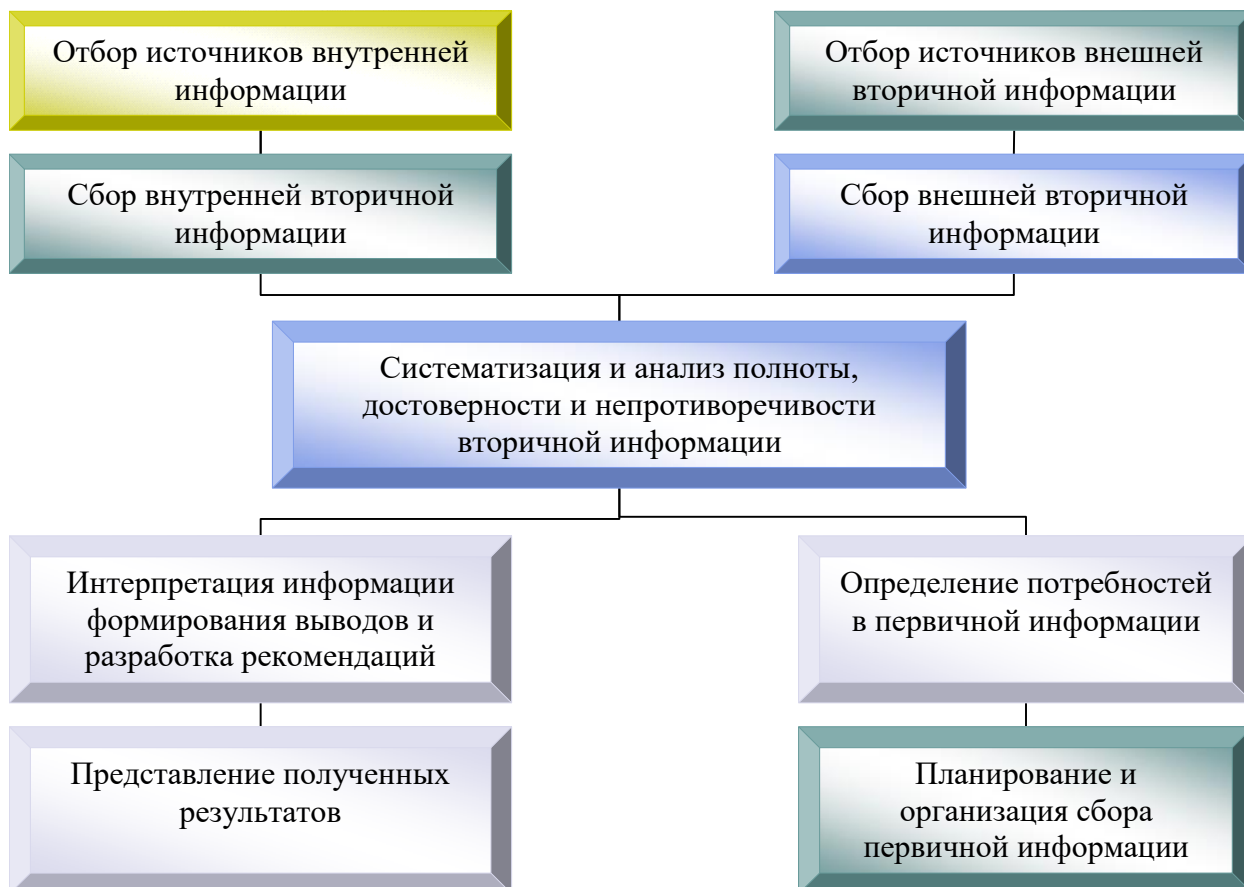 Отбор источников внутренней
информации
Отбор источников внешней
вторичной информации
Сбор внутренней вторичной
информации
Сбор внешней вторичной
информации
Систематизация и анализ полноты,
достоверности и непротиворечивости
вторичной информации
Интерпретация информации
формирования выводов и
разработка рекомендаций
Определение потребностей
в первичной информации
Представление полученных
результатов
Планирование и
организация сбора
первичной информации